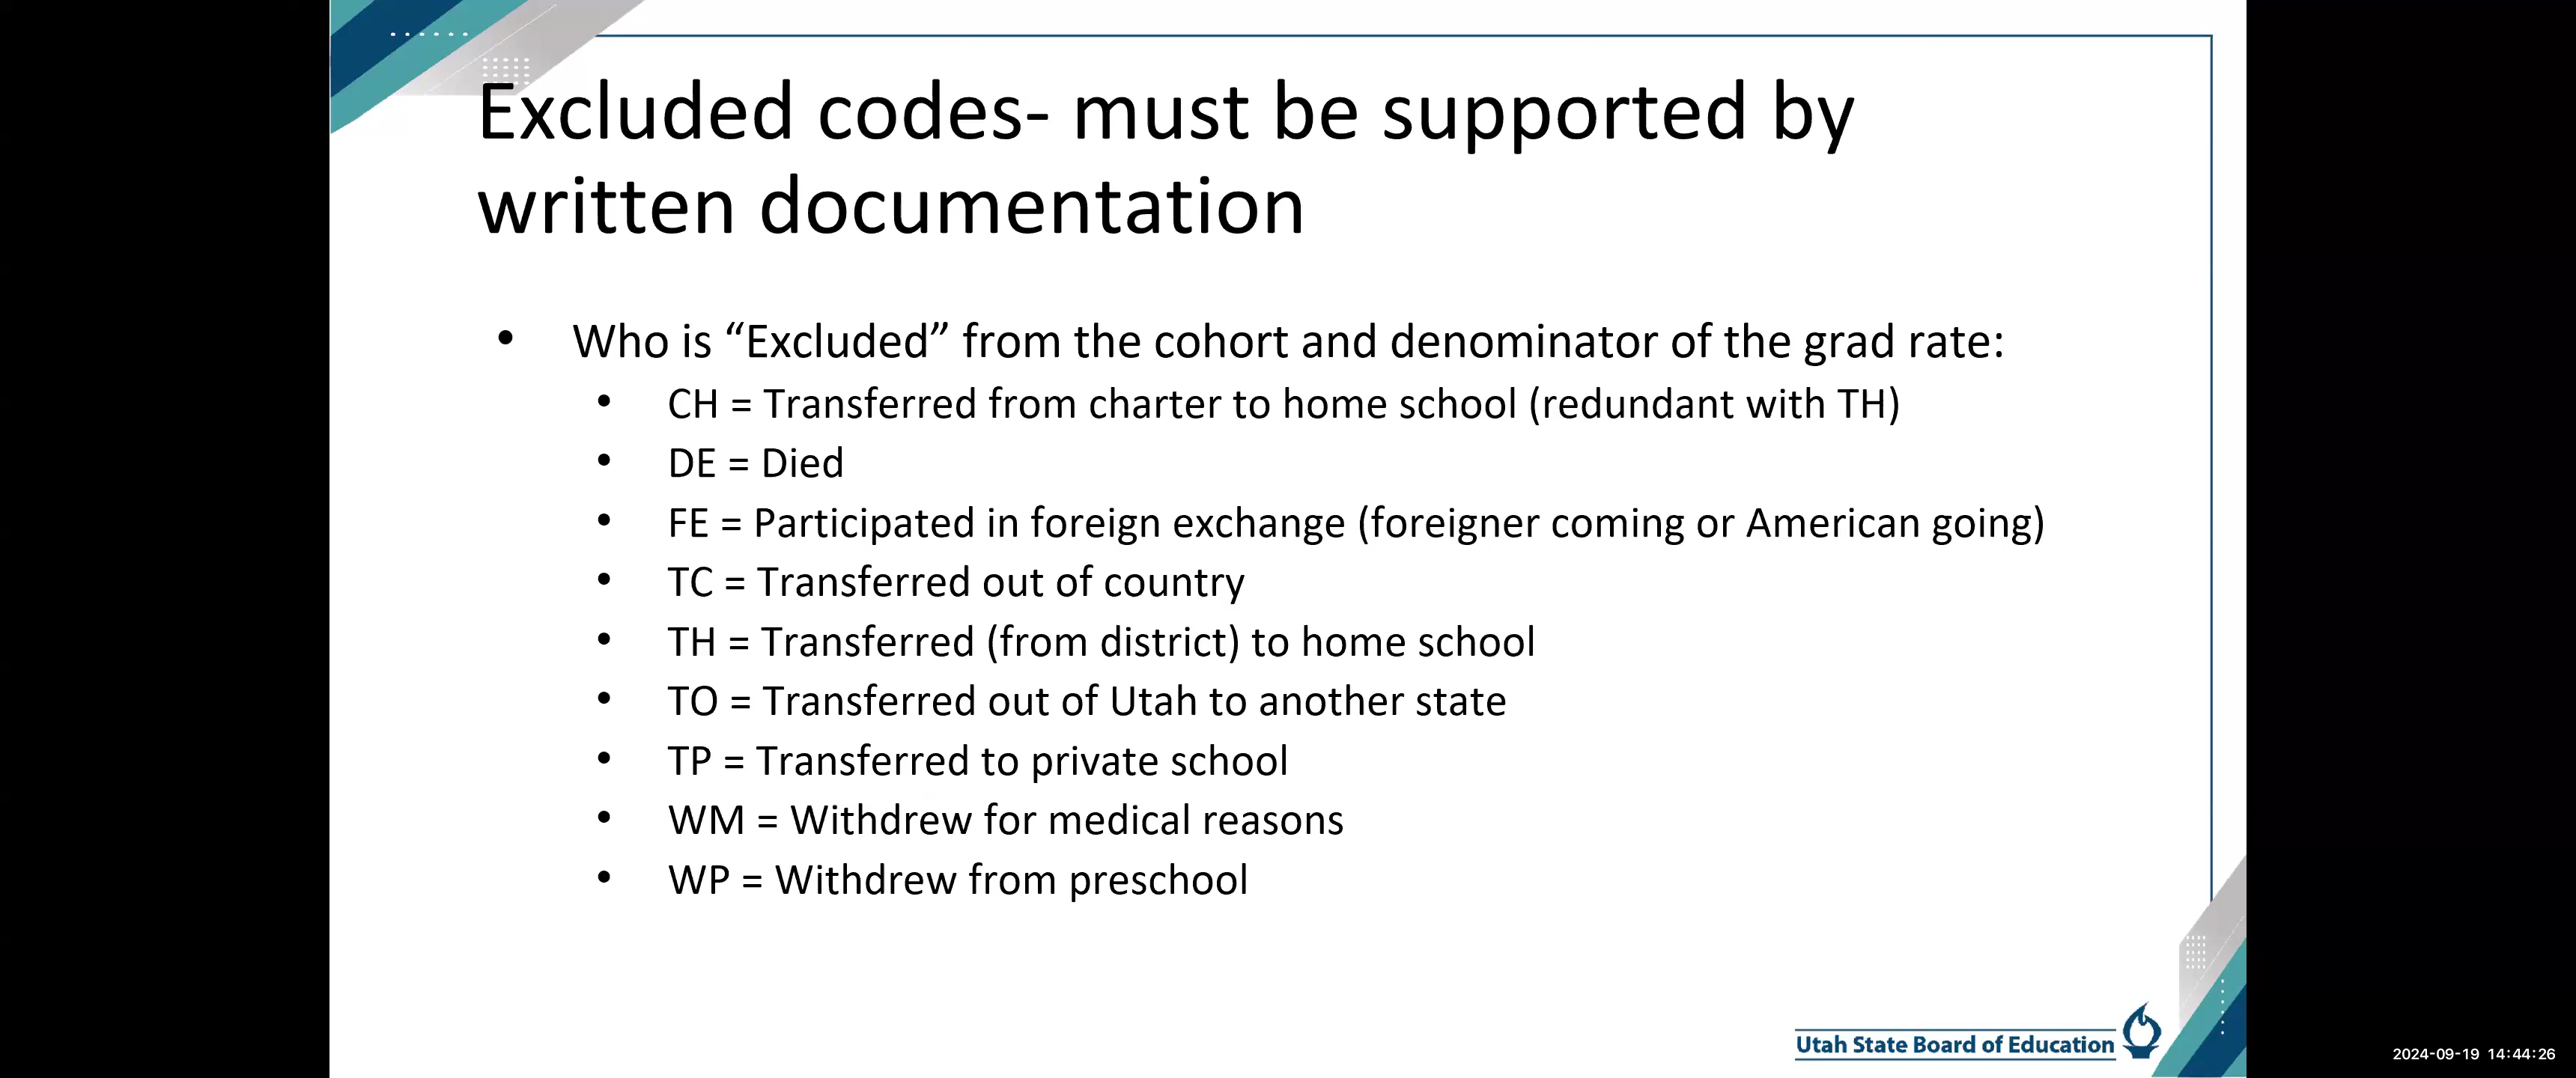 Excluded codes- must be supported by
written documentation
• Who is “Excluded” from the cohort and denominator of the grad rate:
• CH = Transferred from charter to home school (redundant with TH)
• DE = Died
• FE = Participated in foreign exchange (foreigner coming or American going)
• TC = Transferred out of country
• TH = Transferred (from district) to home school
• TO = Transferred out of Utah to another state
• TP = Transferred to private school
• WM = Withdrew for medical reasons
• WP = Withdrew from preschool
Utah State Board of Education
2024-09-19 14:44:26